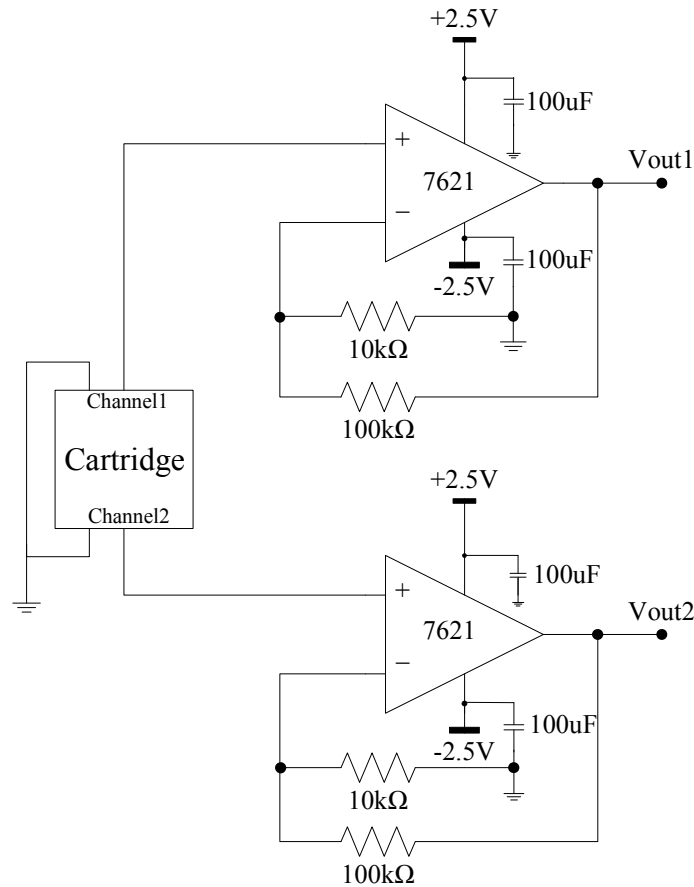 +2.5V
100uF
+
7621
−
Vout1
100uF
-2.5V
10kΩ
100kΩ
Channel1
Cartridge
Channel2
+2.5V
100uF
+
7621
−
Vout2
100uF
-2.5V
10kΩ
100kΩ